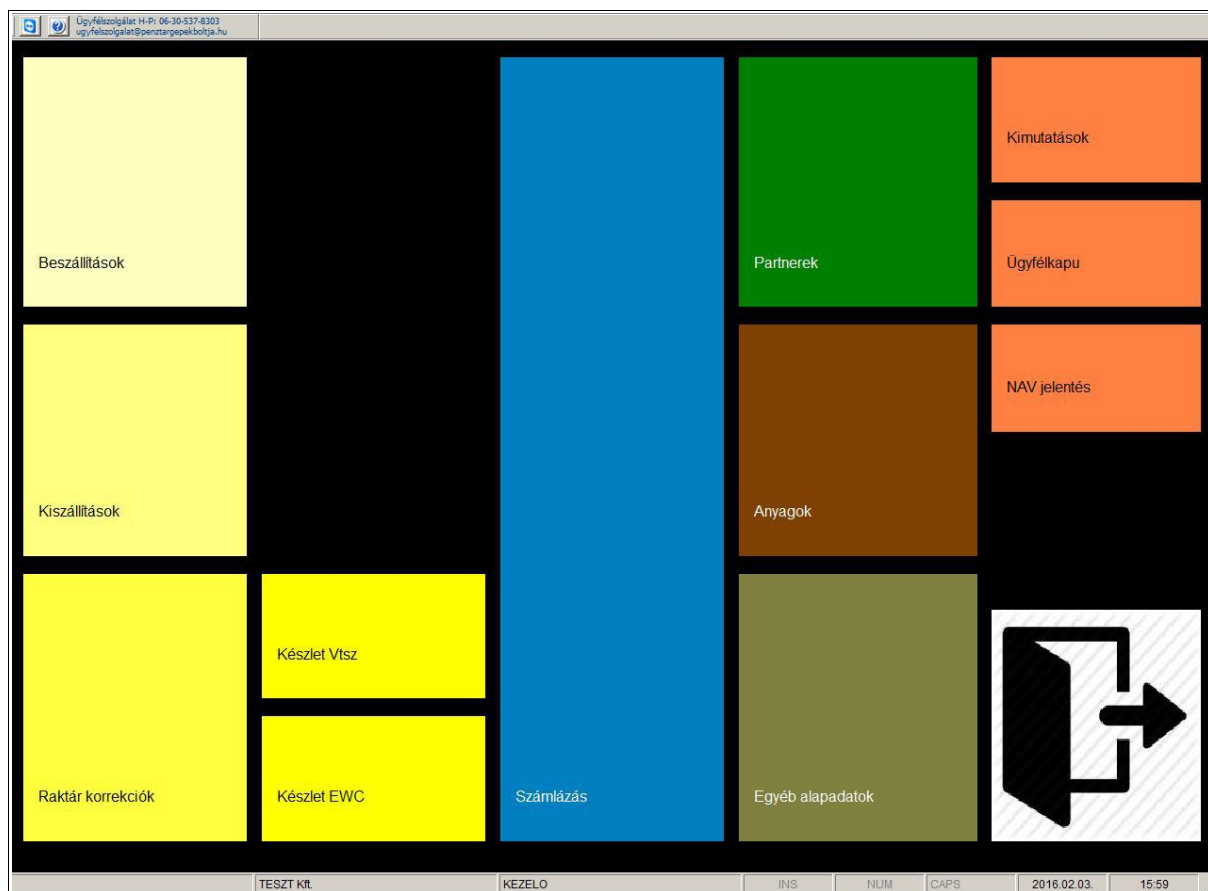 Ügyfélszolgálat H-P: 06-30-537-8303
ugyfelszolgalat@penztargepekboltja.hu
Kimutatások
Beszállítások
Partnerek
Ügyfélkapu
NAV jelentés
Kiszállítások
Anyagok
Készlet Vtsz
Raktár korrekciók
Készlet EWC
Számlázás
Egyéb alapadatok
TESZT Kft. KEZELO INS NUM CAPS 2016.02.03. 15:59